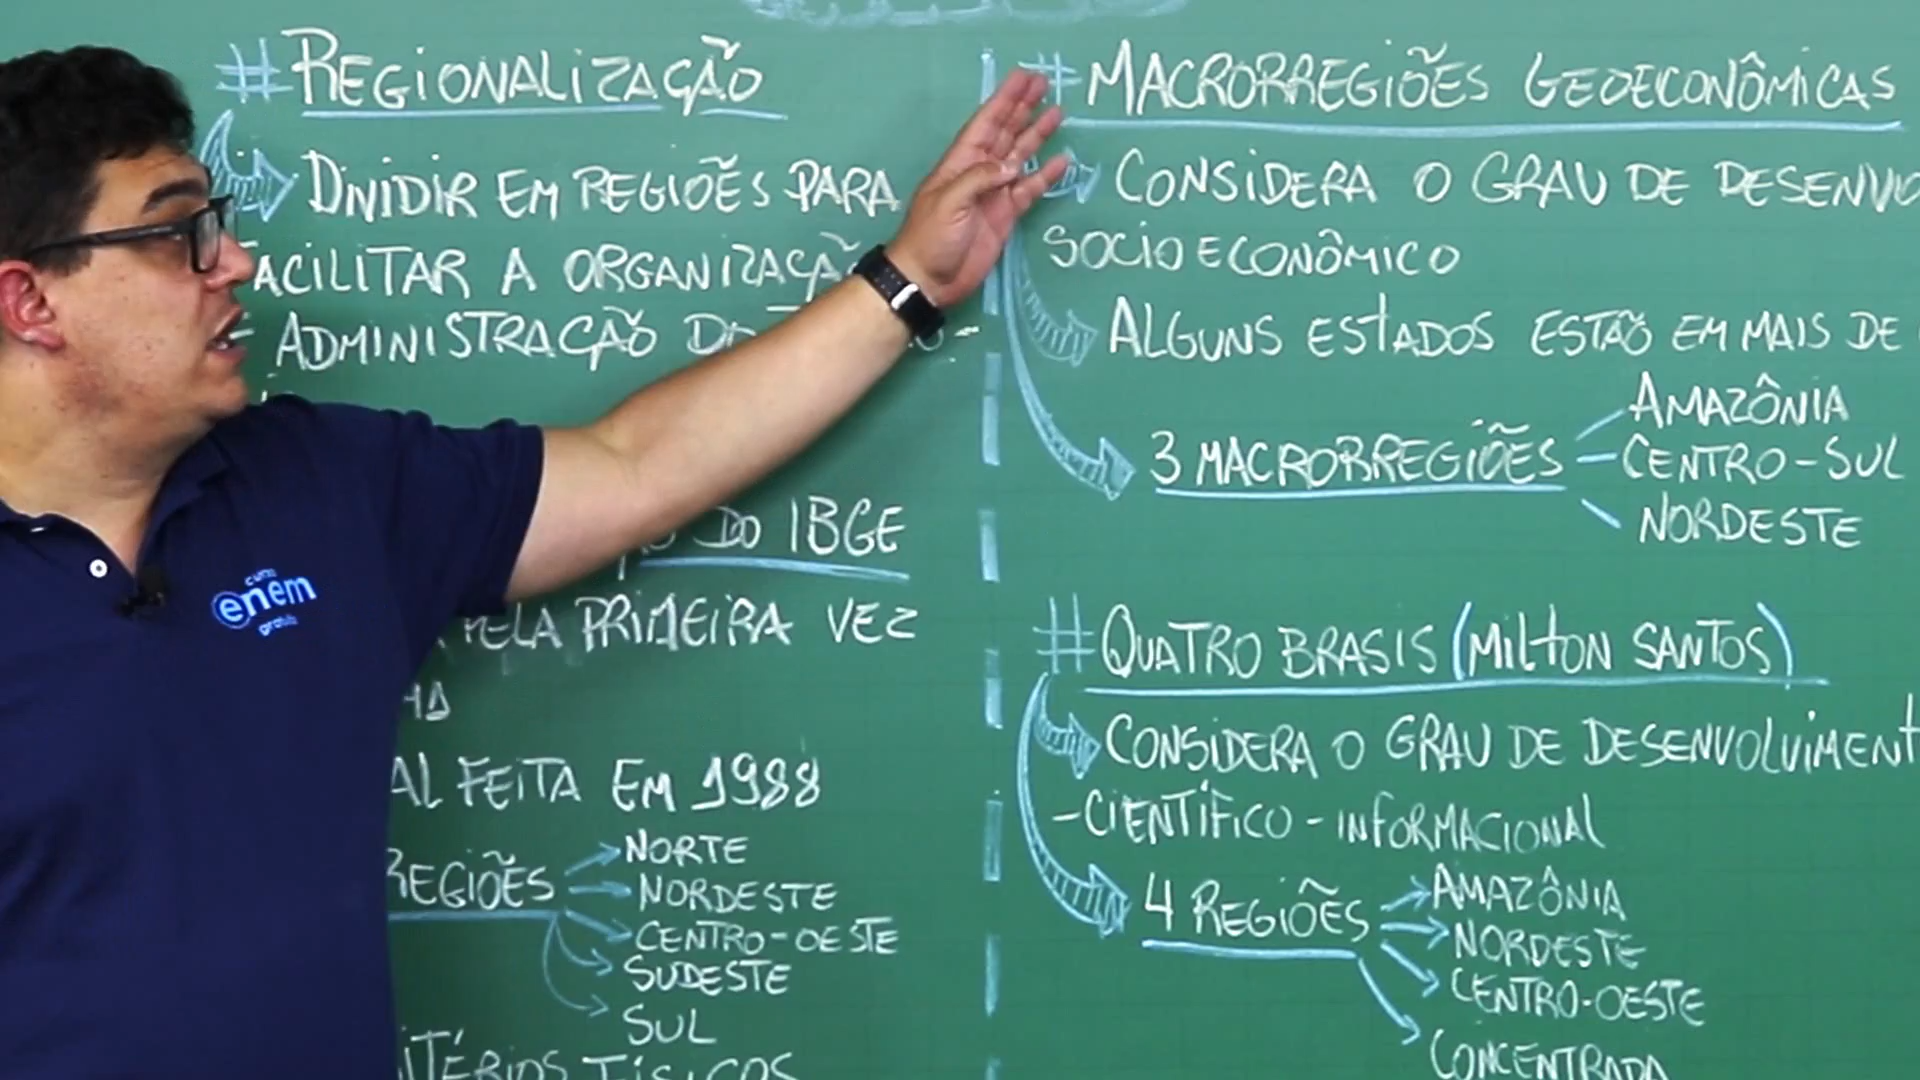 # REGIONALIZAÇÃO
DIVIDIR EM REGIÕES PARA
FACILITAR A
ADMINISTRAÇÃO
DO IBGE
PELA PRIMEIRA VEZ
FEITA EM 1988
REGIÕES
NORTE
NORDESTE
CENTRO-OESTE
SUDESTE
SUL
# MACRORREGIÕES GEOECONÔMICAS
CONSIDERA O GRAU DE
SOCIOECONÔMICO
ALGUNS ESTADOS ESTÃO EM MAIS DE
3 MACRORREGIÕES
AMAZÔNIA
CENTRO-SUL
NORDESTE
# QUATRO BRASIS (MILTON SANTOS)
CONSIDERA O GRAU DE DESENVOLVIMENT
-CIENTÍFICO-INFORMACIONAL
4 REGIÕES
AMAZÔNIA
NORDESTE
CENTRO-OESTE
CONCENTRADA
curso
enem
gratuito